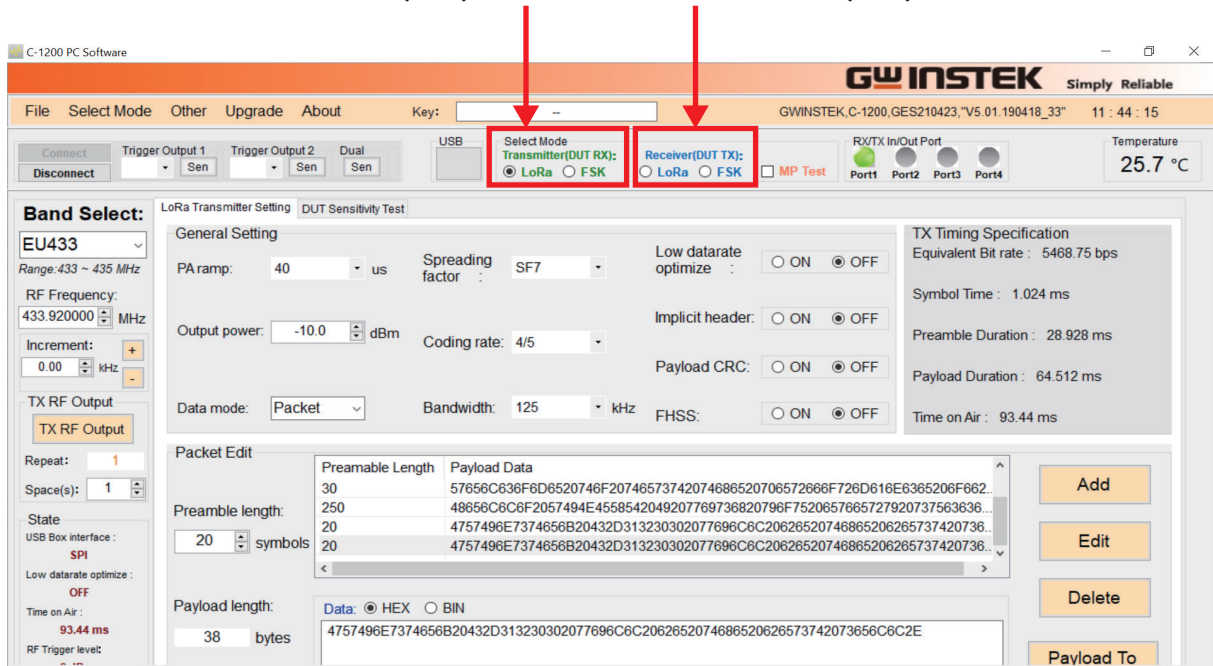 C-1200 PC Software
GW INSTEK Simply Reliable
File Select Mode Other Upgrade About Key: -- GWINSTEK,C-1200,GES210423,"V5.01.190418_33" 11 : 44 : 15
Connect
Disconnect
Trigger Output 1 Trigger Output 2 Dual
Sen Sen Sen
USB
Select Mode
Transmitter(DUT RX):
LoRa FSK
Receiver(DUT TX):
LoRa FSK
MP Test
RX/TX In/Out Port
Port1 Port2 Port3 Port4
Temperature
25.7 °C
Band Select:
EU433
Range:433 ~ 435 MHz
RF Frequency:
433.920000 MHz
Increment:
+
0.00 kHz
-
TX RF Output
TX RF Output
Repeat: 1
Space(s): 1
State
USB Box interface :
SPI
Low datarate optimize :
OFF
Time on Air :
93.44 ms
RF Trigger level:
LoRa Transmitter Setting DUT Sensitivity Test
General Setting
PA ramp: 40 us
Output power: -10.0 dBm
Data mode: Packet
Spreading
factor : SF7
Coding rate: 4/5
Bandwidth: 125 kHz
Low datarate
optimize : ON OFF
Implicit header: ON OFF
Payload CRC: ON OFF
FHSS: ON OFF
TX Timing Specification
Equivalent Bit rate : 5468.75 bps
Symbol Time : 1.024 ms
Preamble Duration : 28.928 ms
Payload Duration : 64.512 ms
Time on Air : 93.44 ms
Packet Edit
Preamble length:
20 symbols
Payload length:
38 bytes
Preamable Length Payload Data
30 57656C636F6D6520746F20746573742074686520706572666F726D616E6365206F662..
250 48656C6C6F2057494E4558542049207769736820796F75206576657279207375636363...
20 4757496E7374656B20432D313230302077696C6C20626520746865206265737420736..
20 4757496E7374656B20432D313230302077696C6C20626520746865206265737420736..
Data: HEX BIN
4757496E7374656B20432D313230302077696C6C20626520746865206265737420736​56C6C2E
Add
Edit
Delete
Payload To